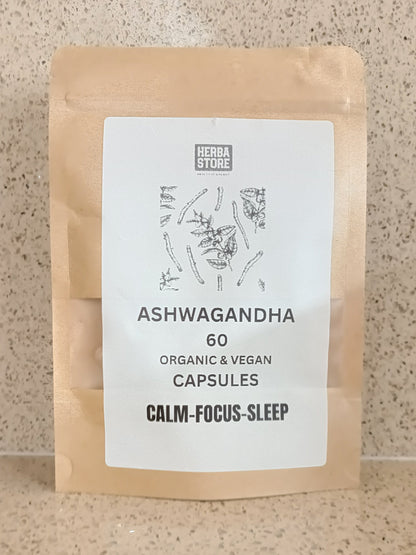 HERBA
STORE
ASHWAGANDHA
60
ORGANIC & VEGAN
CAPSULES
CALM-FOCUS-SLEEP